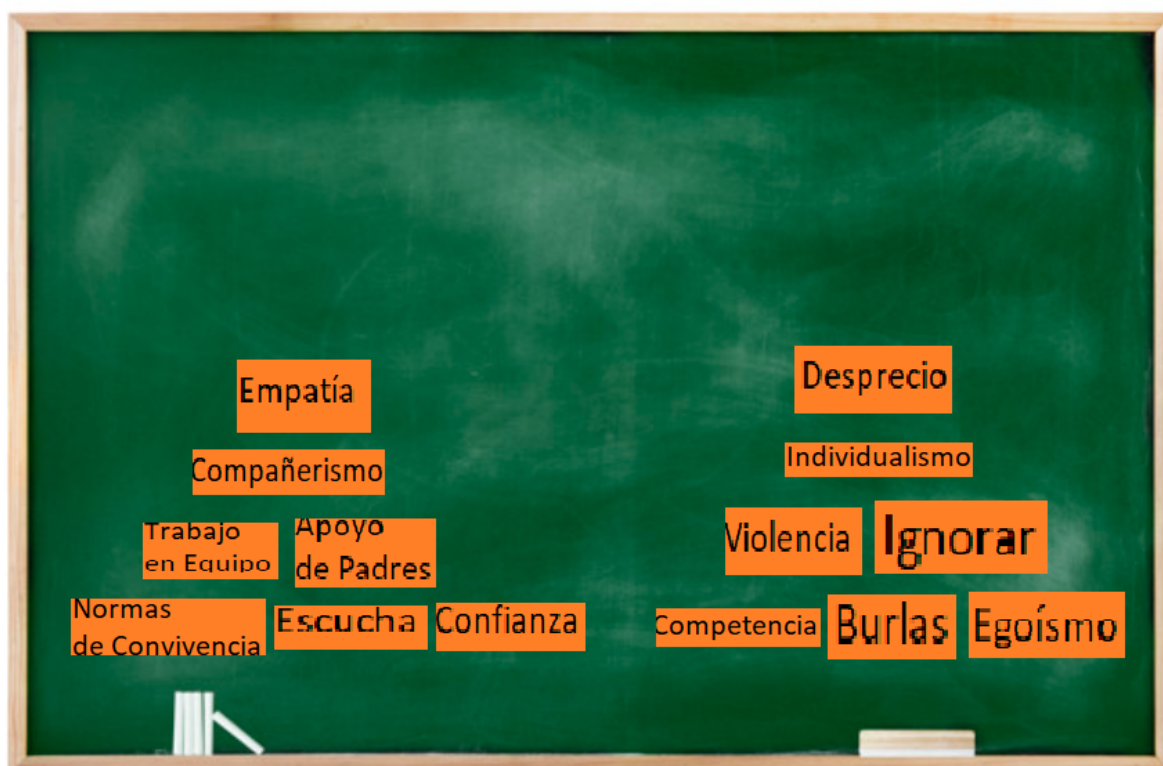 Empatía
Compañerismo
Trabajo
en Equipo
Apoyo
de Padres
Normas
de Convivencia
Escucha
Confianza
Desprecio
Individualismo
Violencia
Ignorar
Competencia
Burlas
Egoísmo